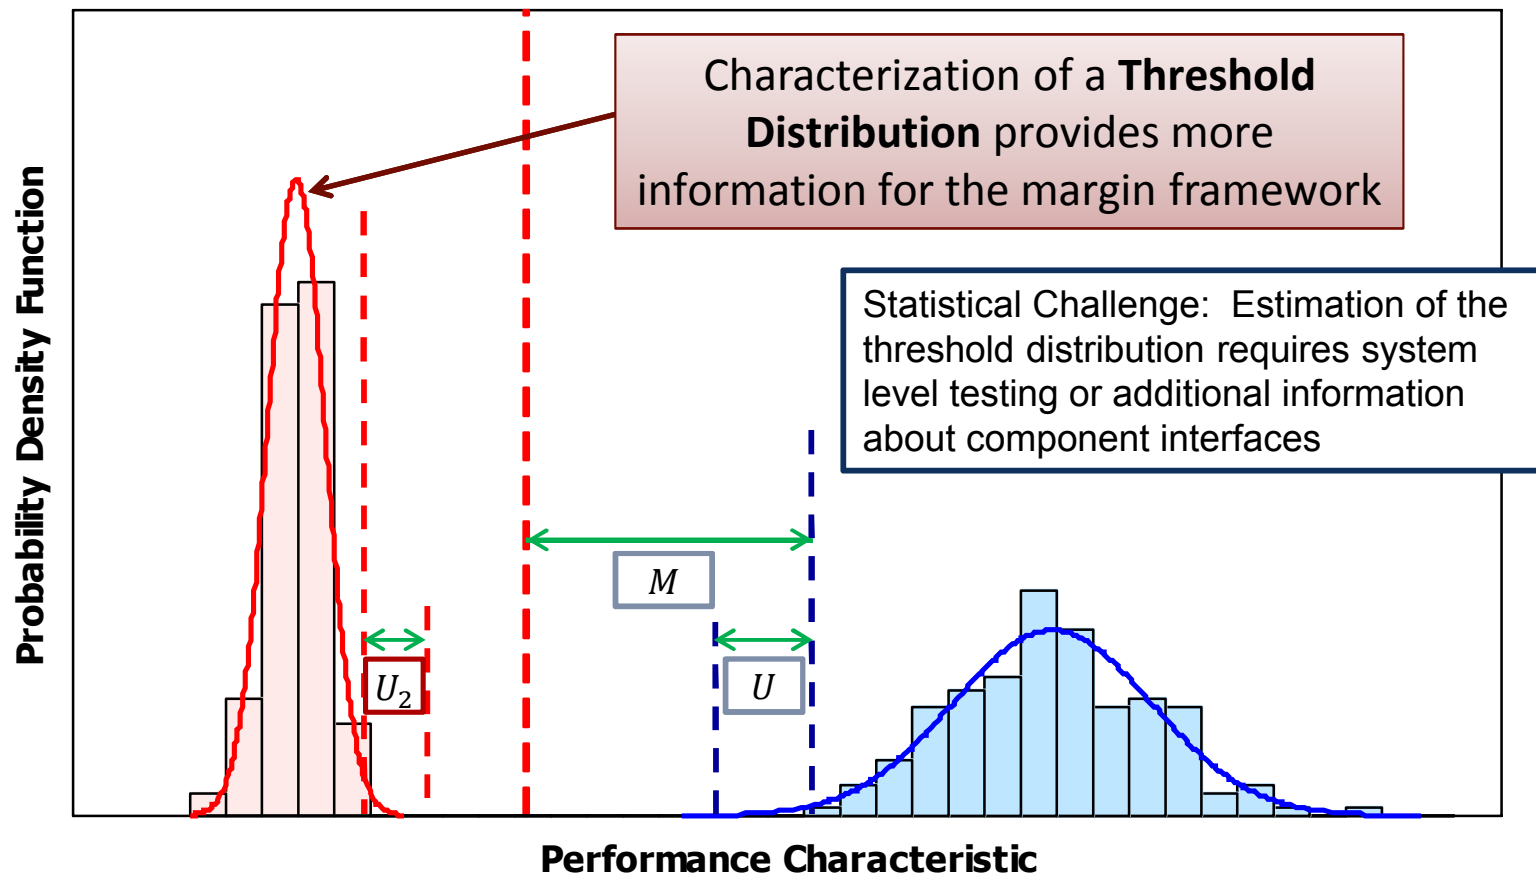 Characterization of a Threshold
Distribution provides more
information for the margin framework
Statistical Challenge: Estimation of the
threshold distribution requires system
level testing or additional information
about component interfaces
Probability Density Function
M
U₂
U
Performance Characteristic